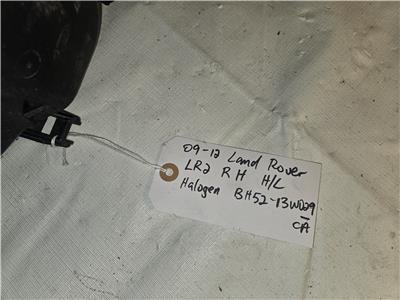 09-12 Land Rover
LR2 RH H/L
Halogen BH52-13W029
-
CA